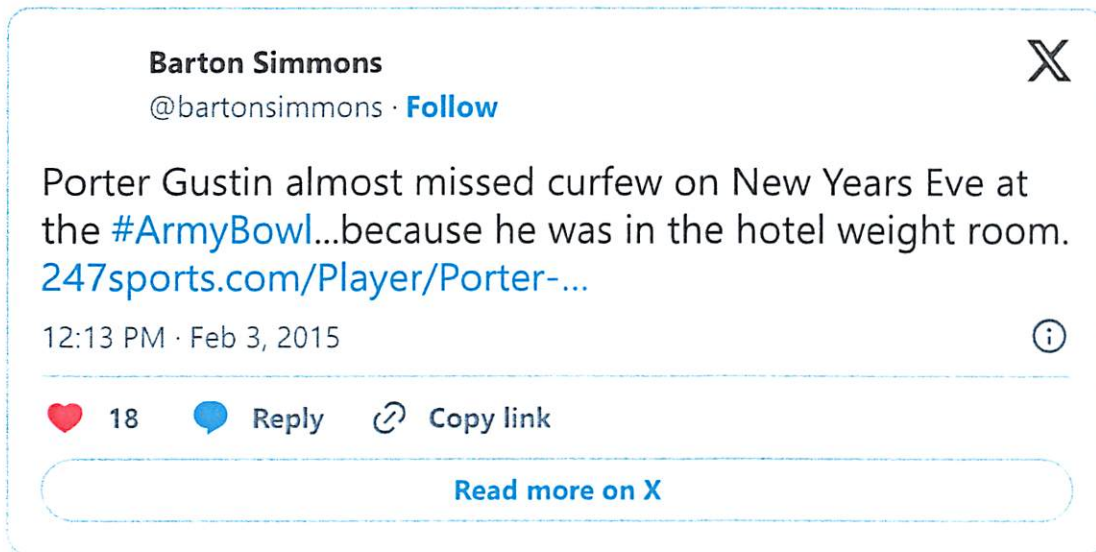 Barton Simmons
@bartonsimmons · Follow
Porter Gustin almost missed curfew on New Years Eve at
the #ArmyBowl...because he was in the hotel weight room.
247sports.com/Player/Porter-...
12:13 PM · Feb 3, 2015
18 Reply Copy link
Read more on X